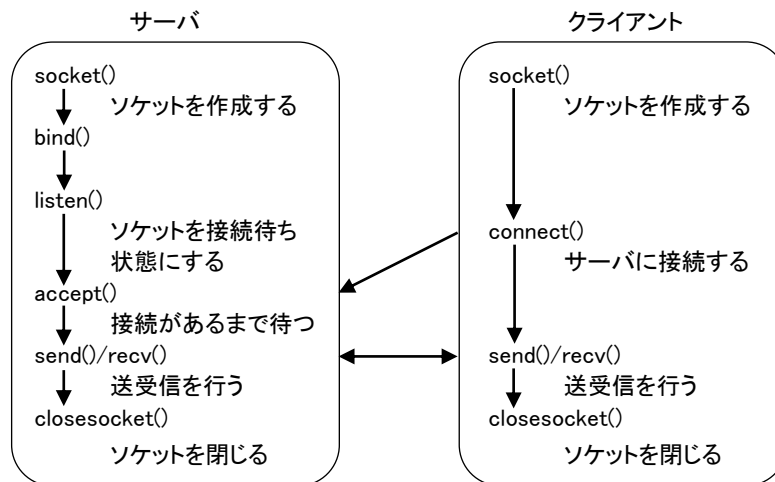 サーバ
socket()
ソケットを作成する
bind()
listen()
ソケットを接続待ち
状態にする
accept()
接続があるまで待つ
send()/recv()
送受信を行う
closesocket()
ソケットを閉じる
クライアント
socket()
ソケットを作成する
connect()
サーバに接続する
send()/recv()
送受信を行う
closesocket()
ソケットを閉じる